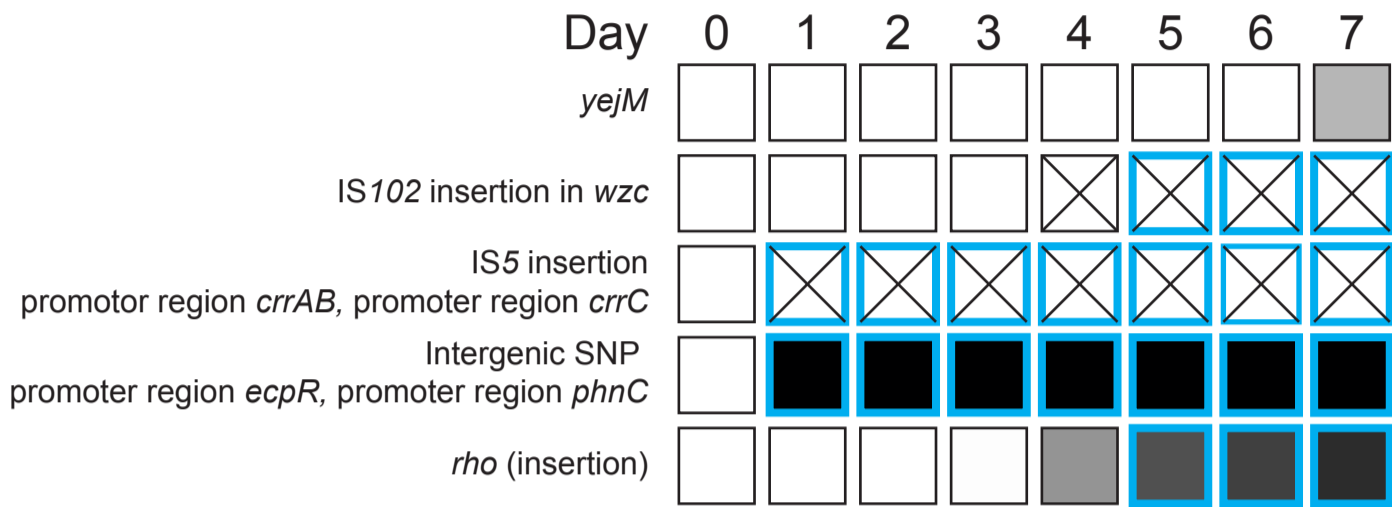 Day 0 1 2 3 4 5 6 7
yejM
IS102 insertion in wzc
IS5 insertion
promotor region crrAB, promoter region crrC
Intergenic SNP
promoter region ecpR, promoter region phnC
rho (insertion)